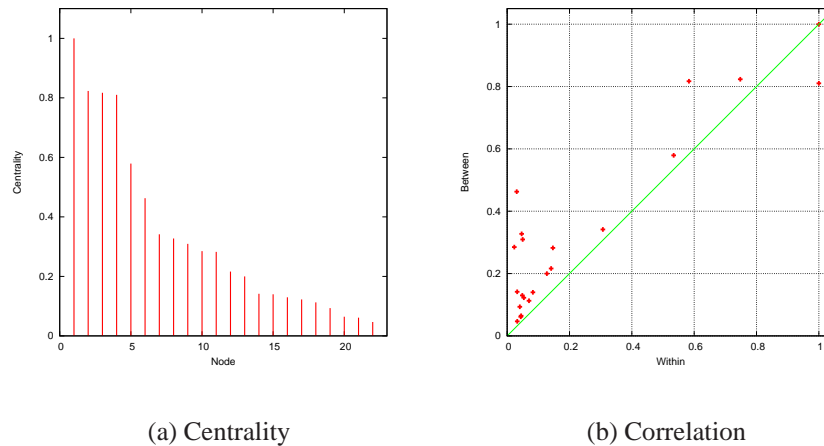 1
0.8
0.6
0.4
0.2
0
Centrality
0 5 10 15 20
Node
(a) Centrality
1
0.8
0.6
0.4
0.2
0
Between
0 0.2 0.4 0.6 0.8 1
Within
(b) Correlation